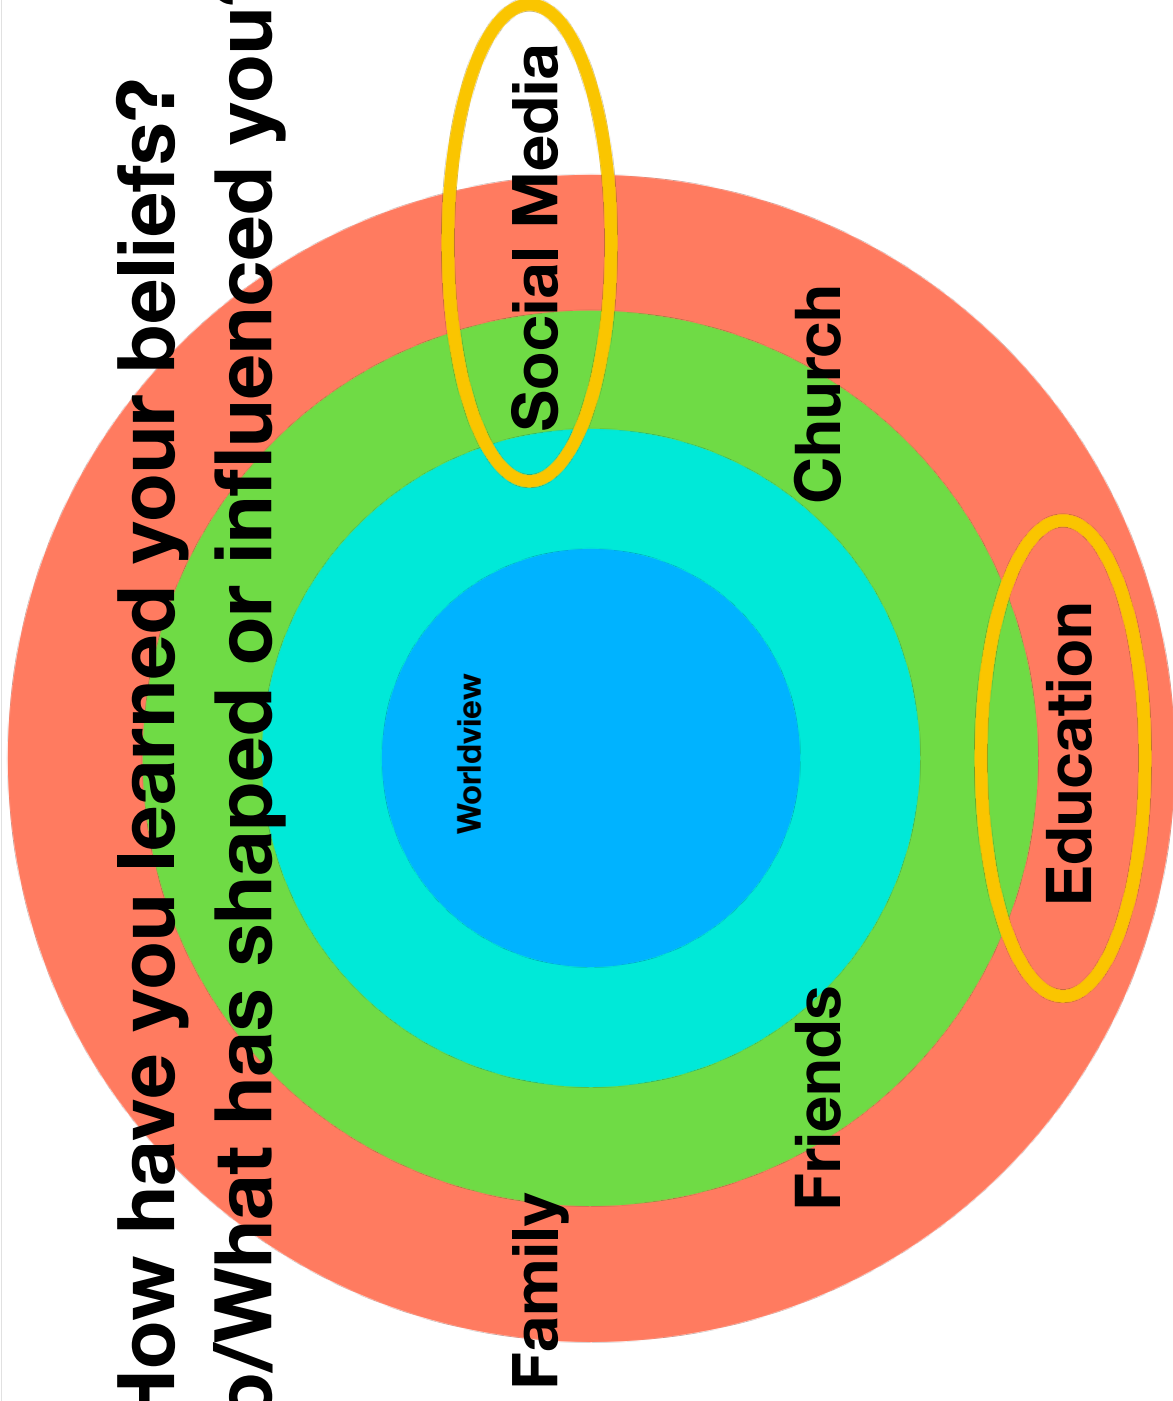 How have you learned your beliefs?
o/What has shaped or influenced you?
Worldview
Family
Social Media
Friends
Church
Education